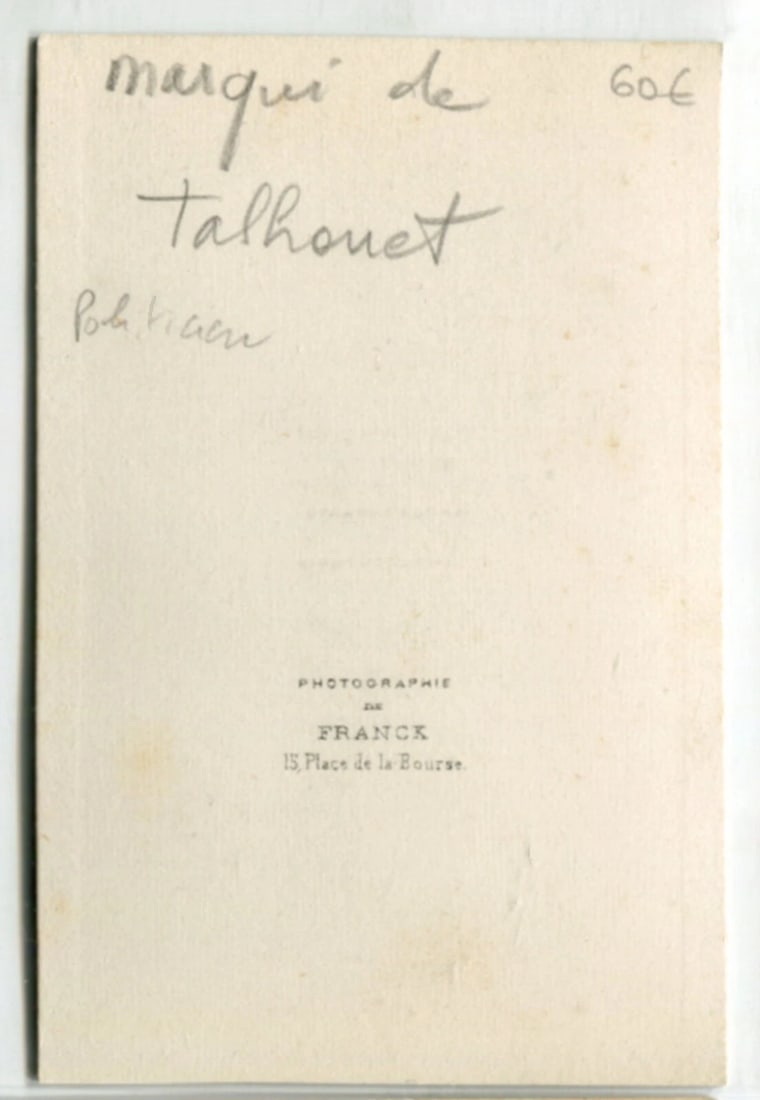 marqui de 60€
Talhouet
Politicien
PHOTOGRAPHIE
DE
FRANCK
15, Place de la Bourse.